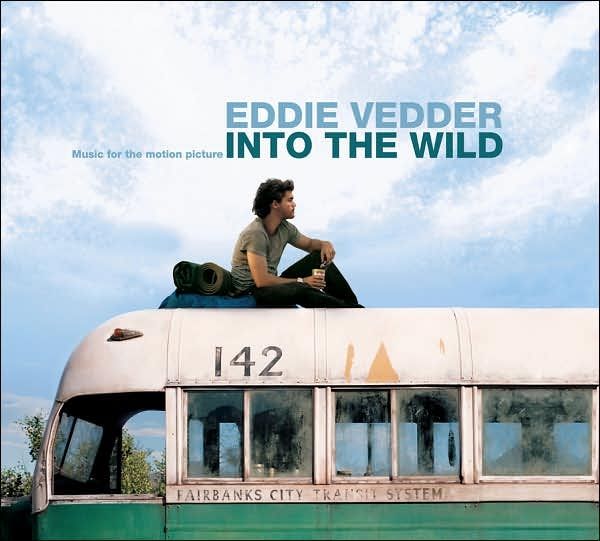 EDDIE VEDDER
Music for the motion picture INTO THE WILD
142
FAIRBANKS CITY TRANSIT SYSTEM